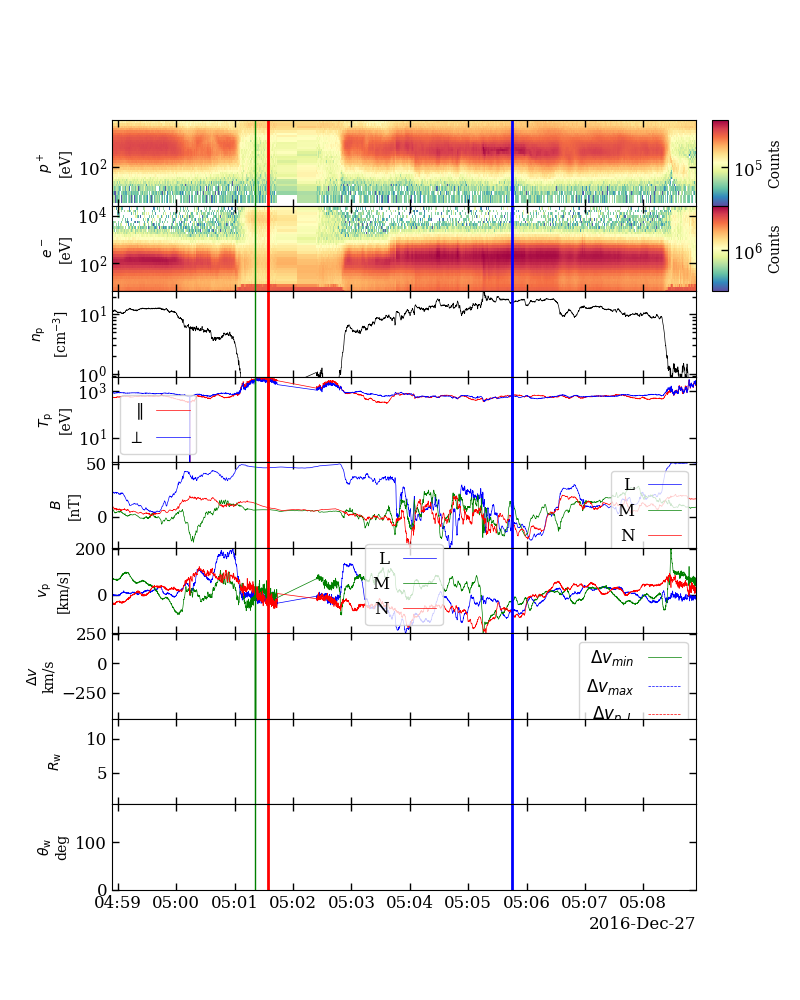 p+ [eV] 10² 10⁵ Counts
e− [eV] 10⁴ 10² 10⁶ Counts
nₚ [cm⁻³] 10¹ 10⁰
Tₚ [eV] 10³ 10¹
∥
⊥
B [nT] 50 0
L
M
N
vₚ [km/s] 200 0
L
M
N
Δv km/s 250 0 −250
Δv_min
Δv_max
R_w 10 5
θ_w deg 100 0
04:59 05:00 05:01 05:02 05:03 05:04 05:05 05:06 05:07 05:08
2016-Dec-27